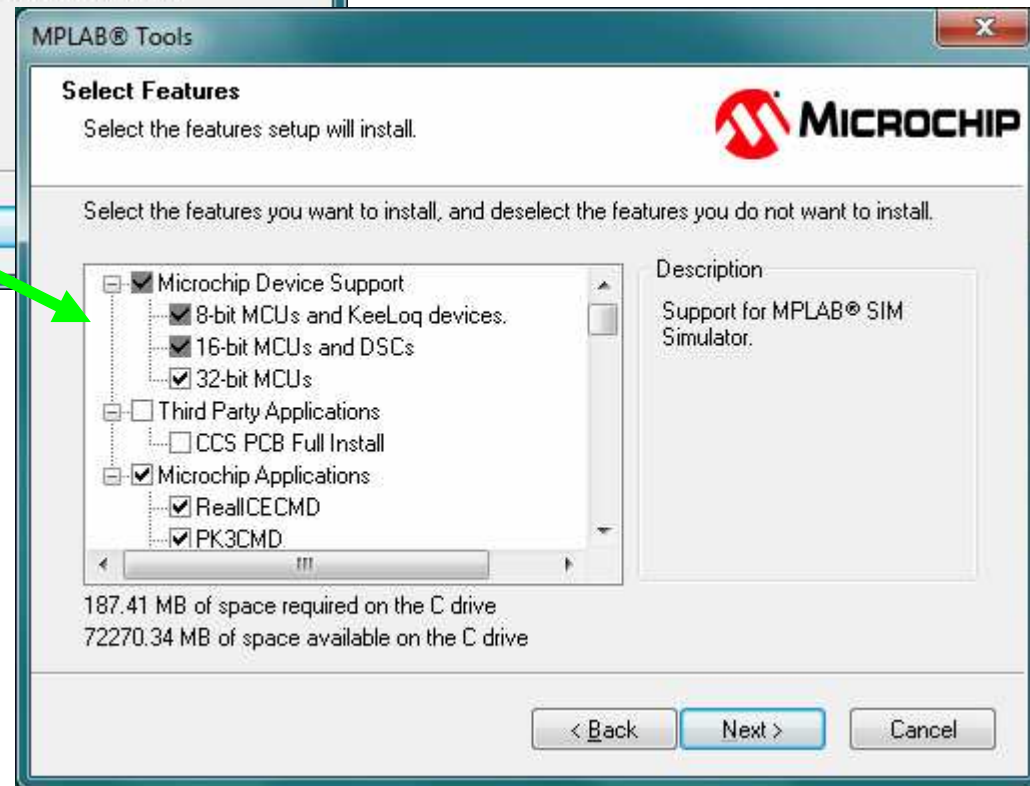 MPLAB® Tools
Select Features
Select the features setup will install.
MICROCHIP
Select the features you want to install, and deselect the features you do not want to install.
Microchip Device Support
8-bit MCUs and KeeLoq devices.
16-bit MCUs and DSCs
32-bit MCUs
Third Party Applications
CCS PCB Full Install
Microchip Applications
RealICECMD
PK3CMD
Description
Support for MPLAB® SIM
Simulator.
187.41 MB of space required on the C drive
72270.34 MB of space available on the C drive
< Back
Next >
Cancel